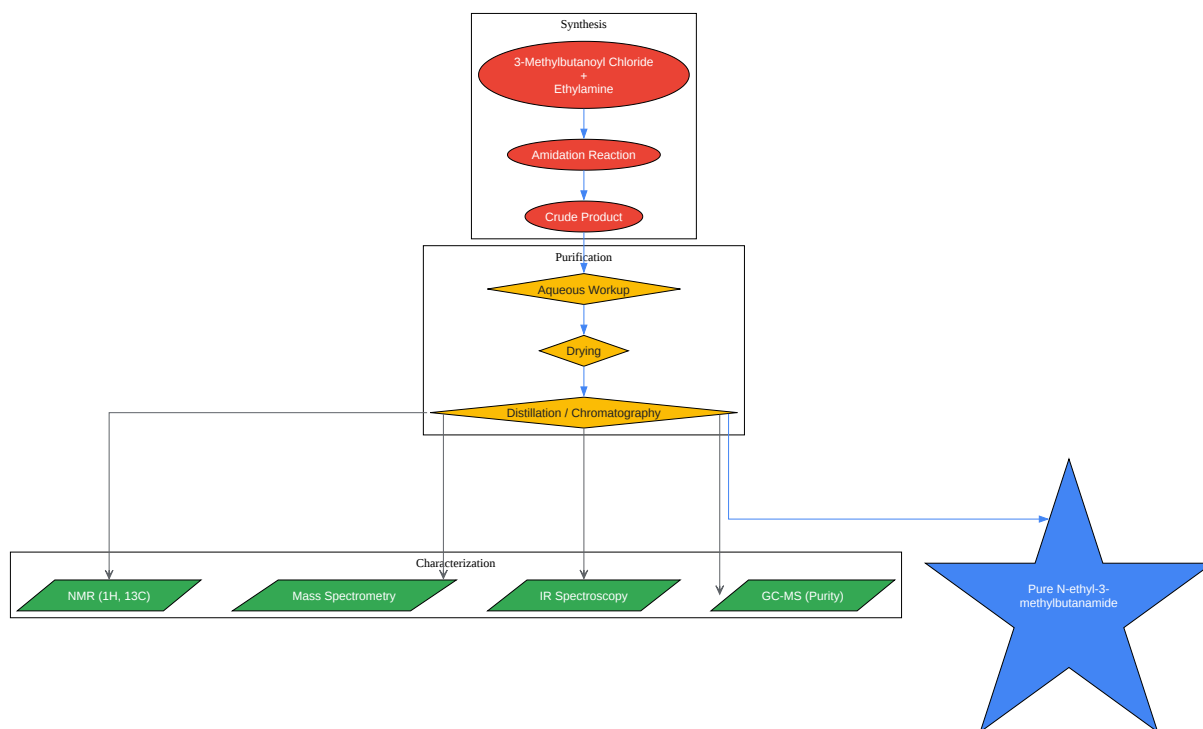 Synthesis
3-Methylbutanoyl Chloride
+
Ethylamine
Amidation Reaction
Crude Product
Purification
Aqueous Workup
Drying
Distillation / Chromatography
Characterization
NMR (1H, 13C)
Mass Spectrometry
IR Spectroscopy
GC-MS (Purity)
Pure N-ethyl-3-
methylbutanamide